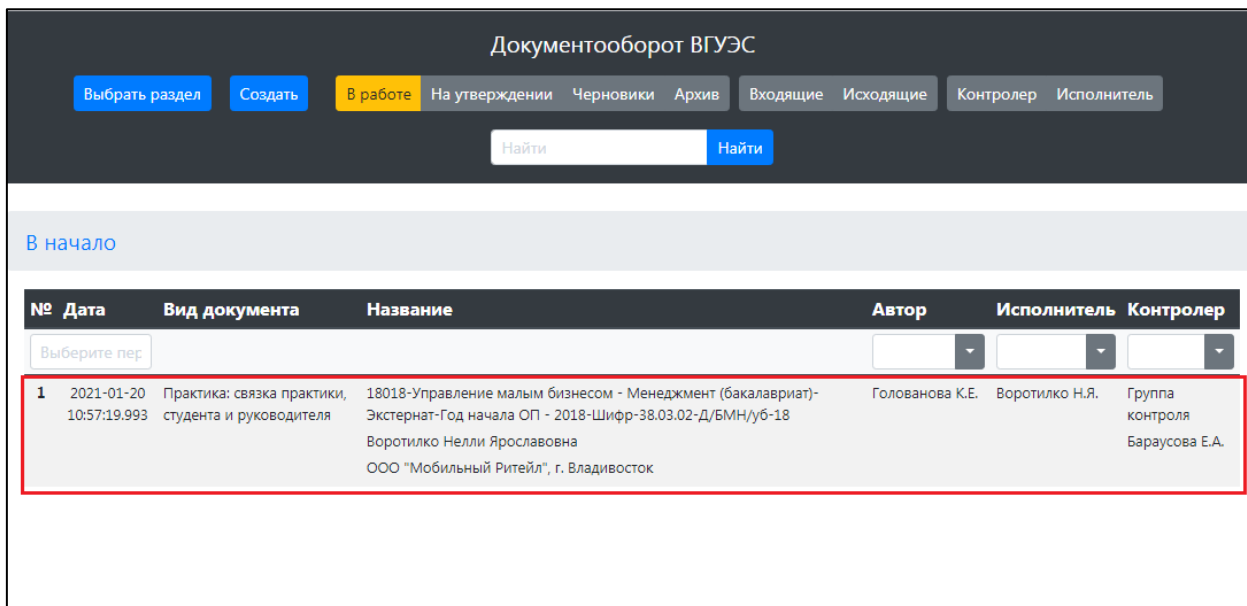 Документооборот ВГУЭС
Выбрать раздел Создать В работе На утверждении Черновики Архив Входящие Исходящие Контролер Исполнитель
Найти Найти
В начало
№ Дата Вид документа Название Автор Исполнитель Контролер
Выберите пер
1 2021-01-20 Практика: связка практики, 18018-Управление малым бизнесом - Менеджмент (бакалавриат)- Голованова К.Е. Воротилко Н.Я. Группа
10:57:19.993 студента и руководителя Экстернат-Год начала ОП - 2018-Шифр-38.03.02-Д/БМН/уб-18 контроля
Воротилко Нелли Ярославовна Бараусова Е.А.
ООО "Мобильный Ритейл", г. Владивосток